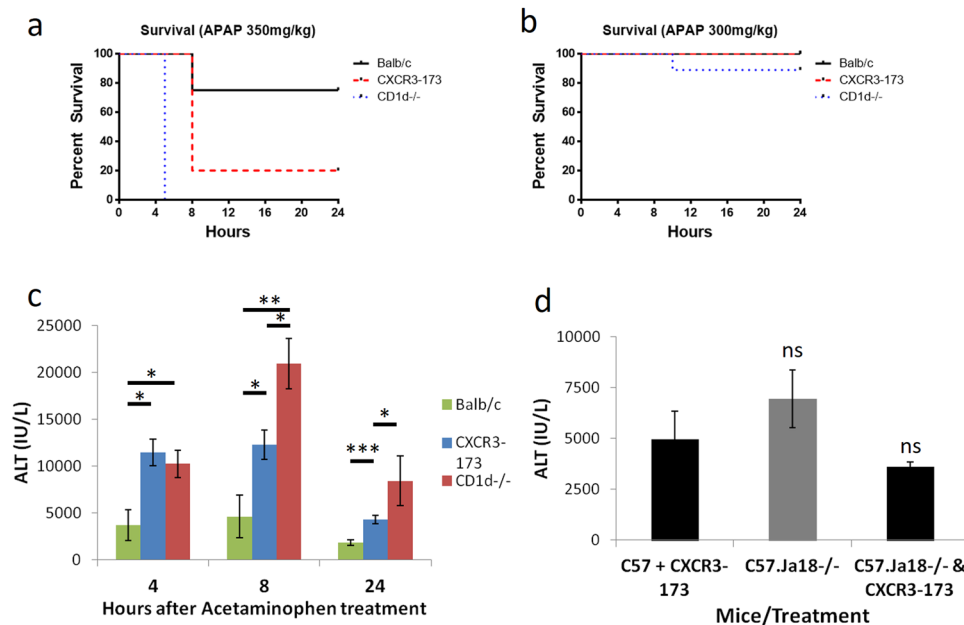 a
Survival (APAP 350mg/kg)
100
80
60
40
20
0
Percent Survival
0 4 8 12 16 20 24
Hours
Balb/c
CXCR3-173
CD1d-/-
b
Survival (APAP 300mg/kg)
100
80
60
40
20
0
Percent Survival
0 4 8 12 16 20 24
Hours
Balb/c
CXCR3-173
CD1d-/-
c
25000
20000
15000
10000
5000
0
ALT (IU/L)
* *
** * *
*** *
4 8 24
Hours after Acetaminophen treatment
Balb/c
CXCR3-
173
CD1d-/-
d
10000
7500
5000
2500
0
ALT (IU/L)
ns
ns
C57 + CXCR3-
173
C57.Ja18-/-
C57.Ja18-/- &
CXCR3-173
Mice/Treatment